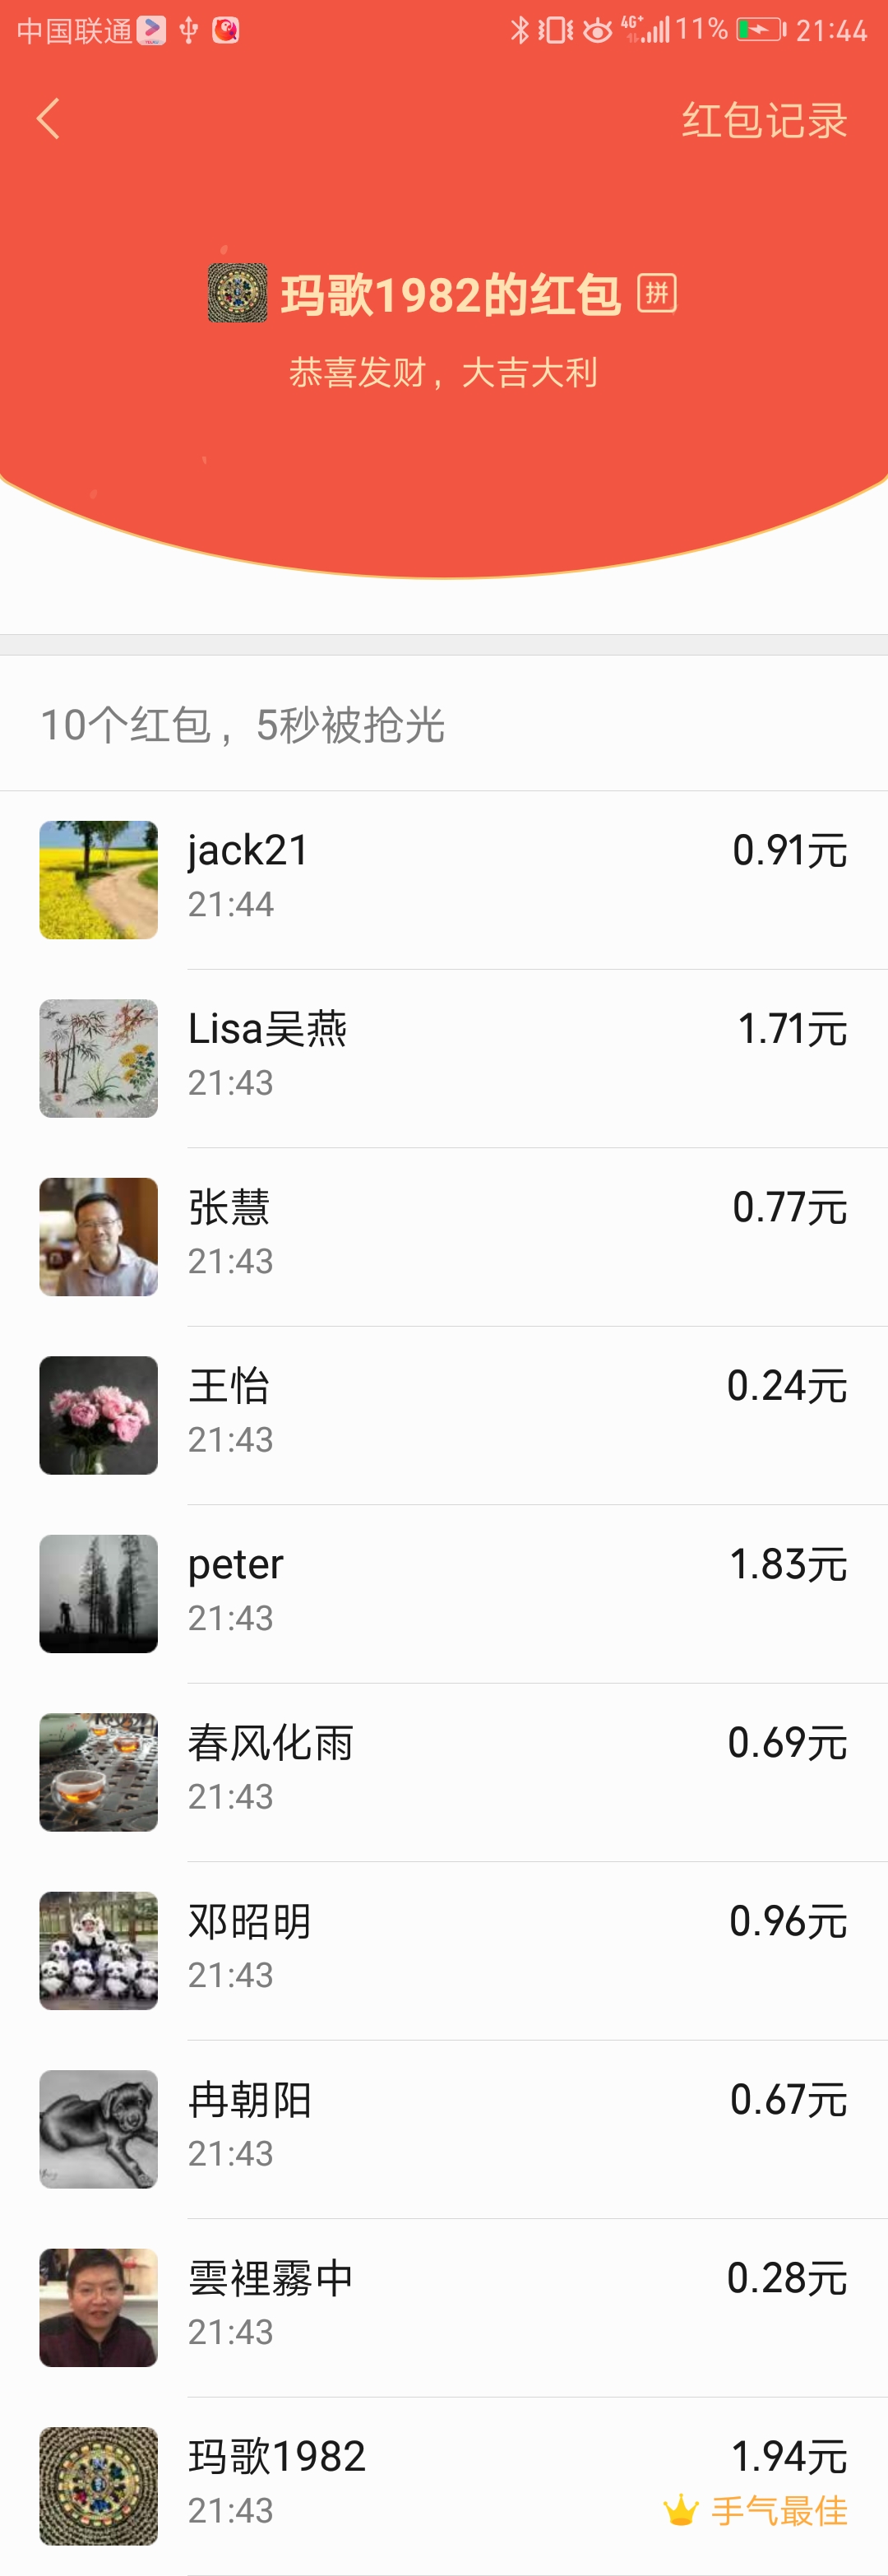 中国联通 4G+ 11% 21:44
红包记录
玛歌1982的红包 拼
恭喜发财，大吉大利
10个红包，5秒被抢光
jack21 0.91元
21:44
Lisa吴燕 1.71元
21:43
张慧 0.77元
21:43
王怡 0.24元
21:43
peter 1.83元
21:43
春风化雨 0.69元
21:43
邓昭明 0.96元
21:43
冉朝阳 0.67元
21:43
雲裡霧中 0.28元
21:43
玛歌1982 1.94元
21:43 手气最佳